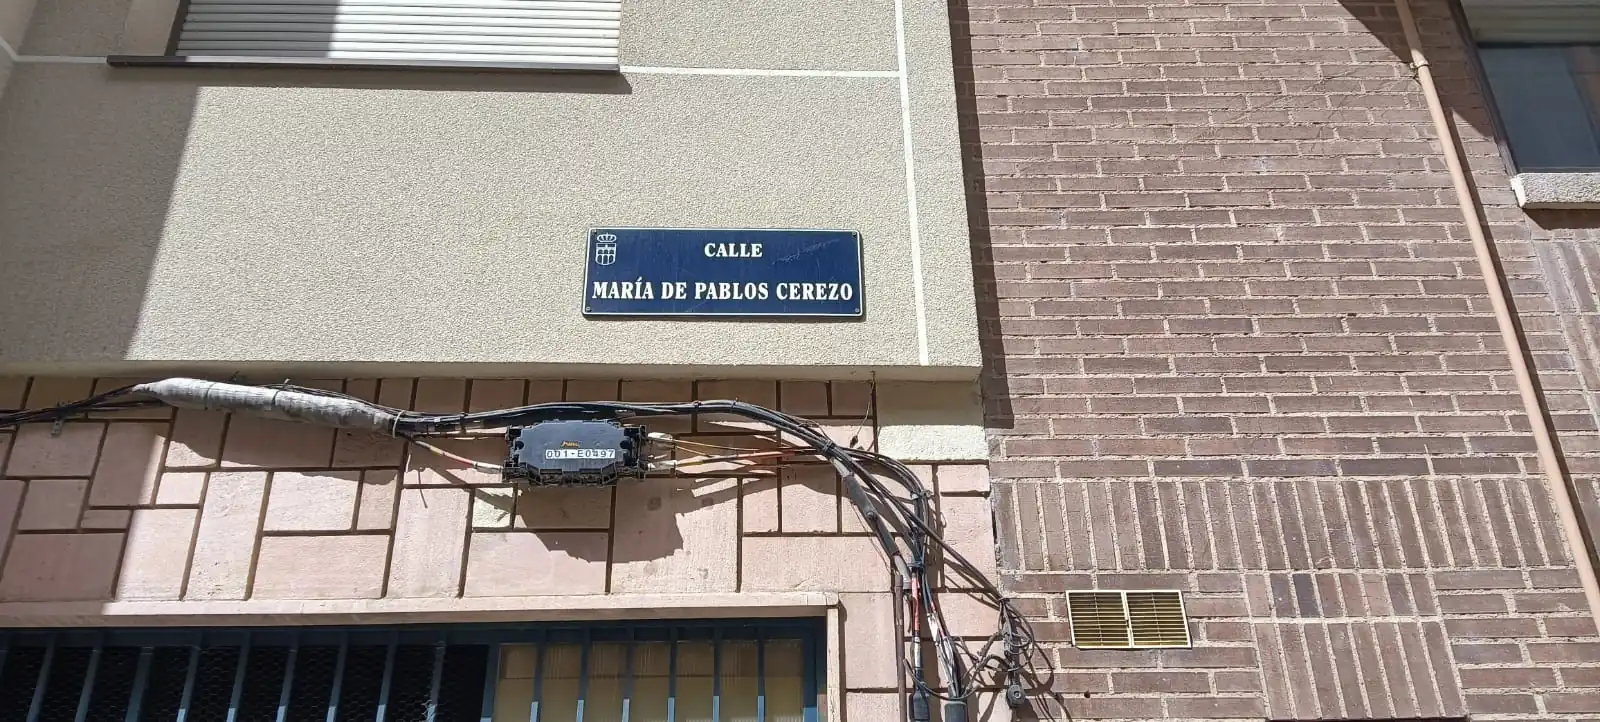 CALLE
MARÍA DE PABLOS CEREZO
001-E0497